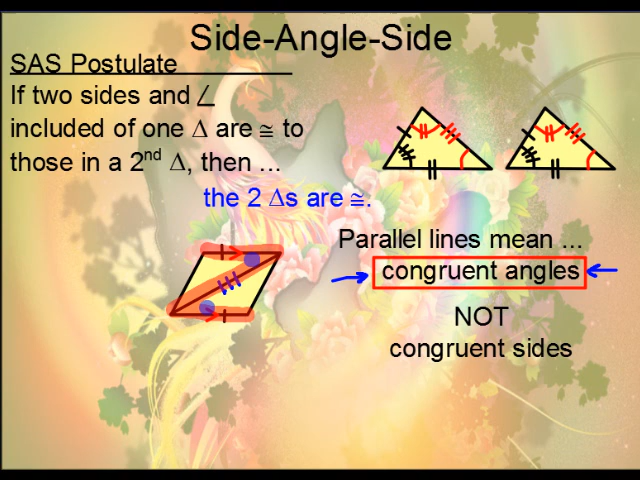 Side-Angle-Side
SAS Postulate
If two sides and ∠
included of one ∆ are ≅ to
those in a 2nd ∆, then ...
the 2 ∆s are ≅.
Parallel lines mean ...
congruent angles
NOT
congruent sides